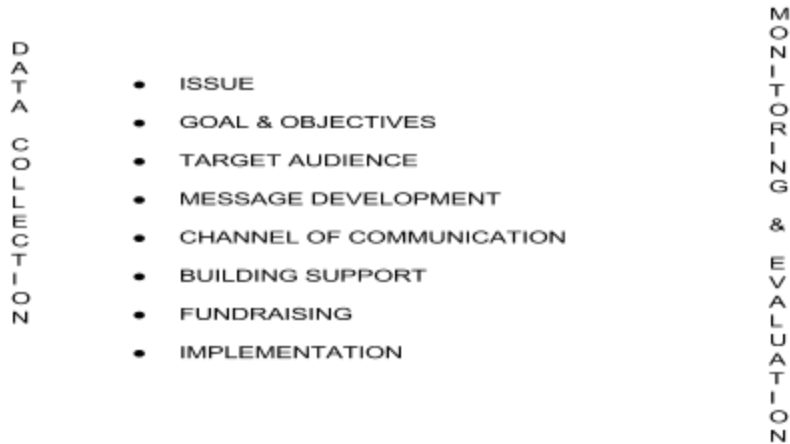 DATA COLLECTION
ISSUE
GOAL & OBJECTIVES
TARGET AUDIENCE
MESSAGE DEVELOPMENT
CHANNEL OF COMMUNICATION
BUILDING SUPPORT
FUNDRAISING
IMPLEMENTATION
MONITORING & EVALUATION